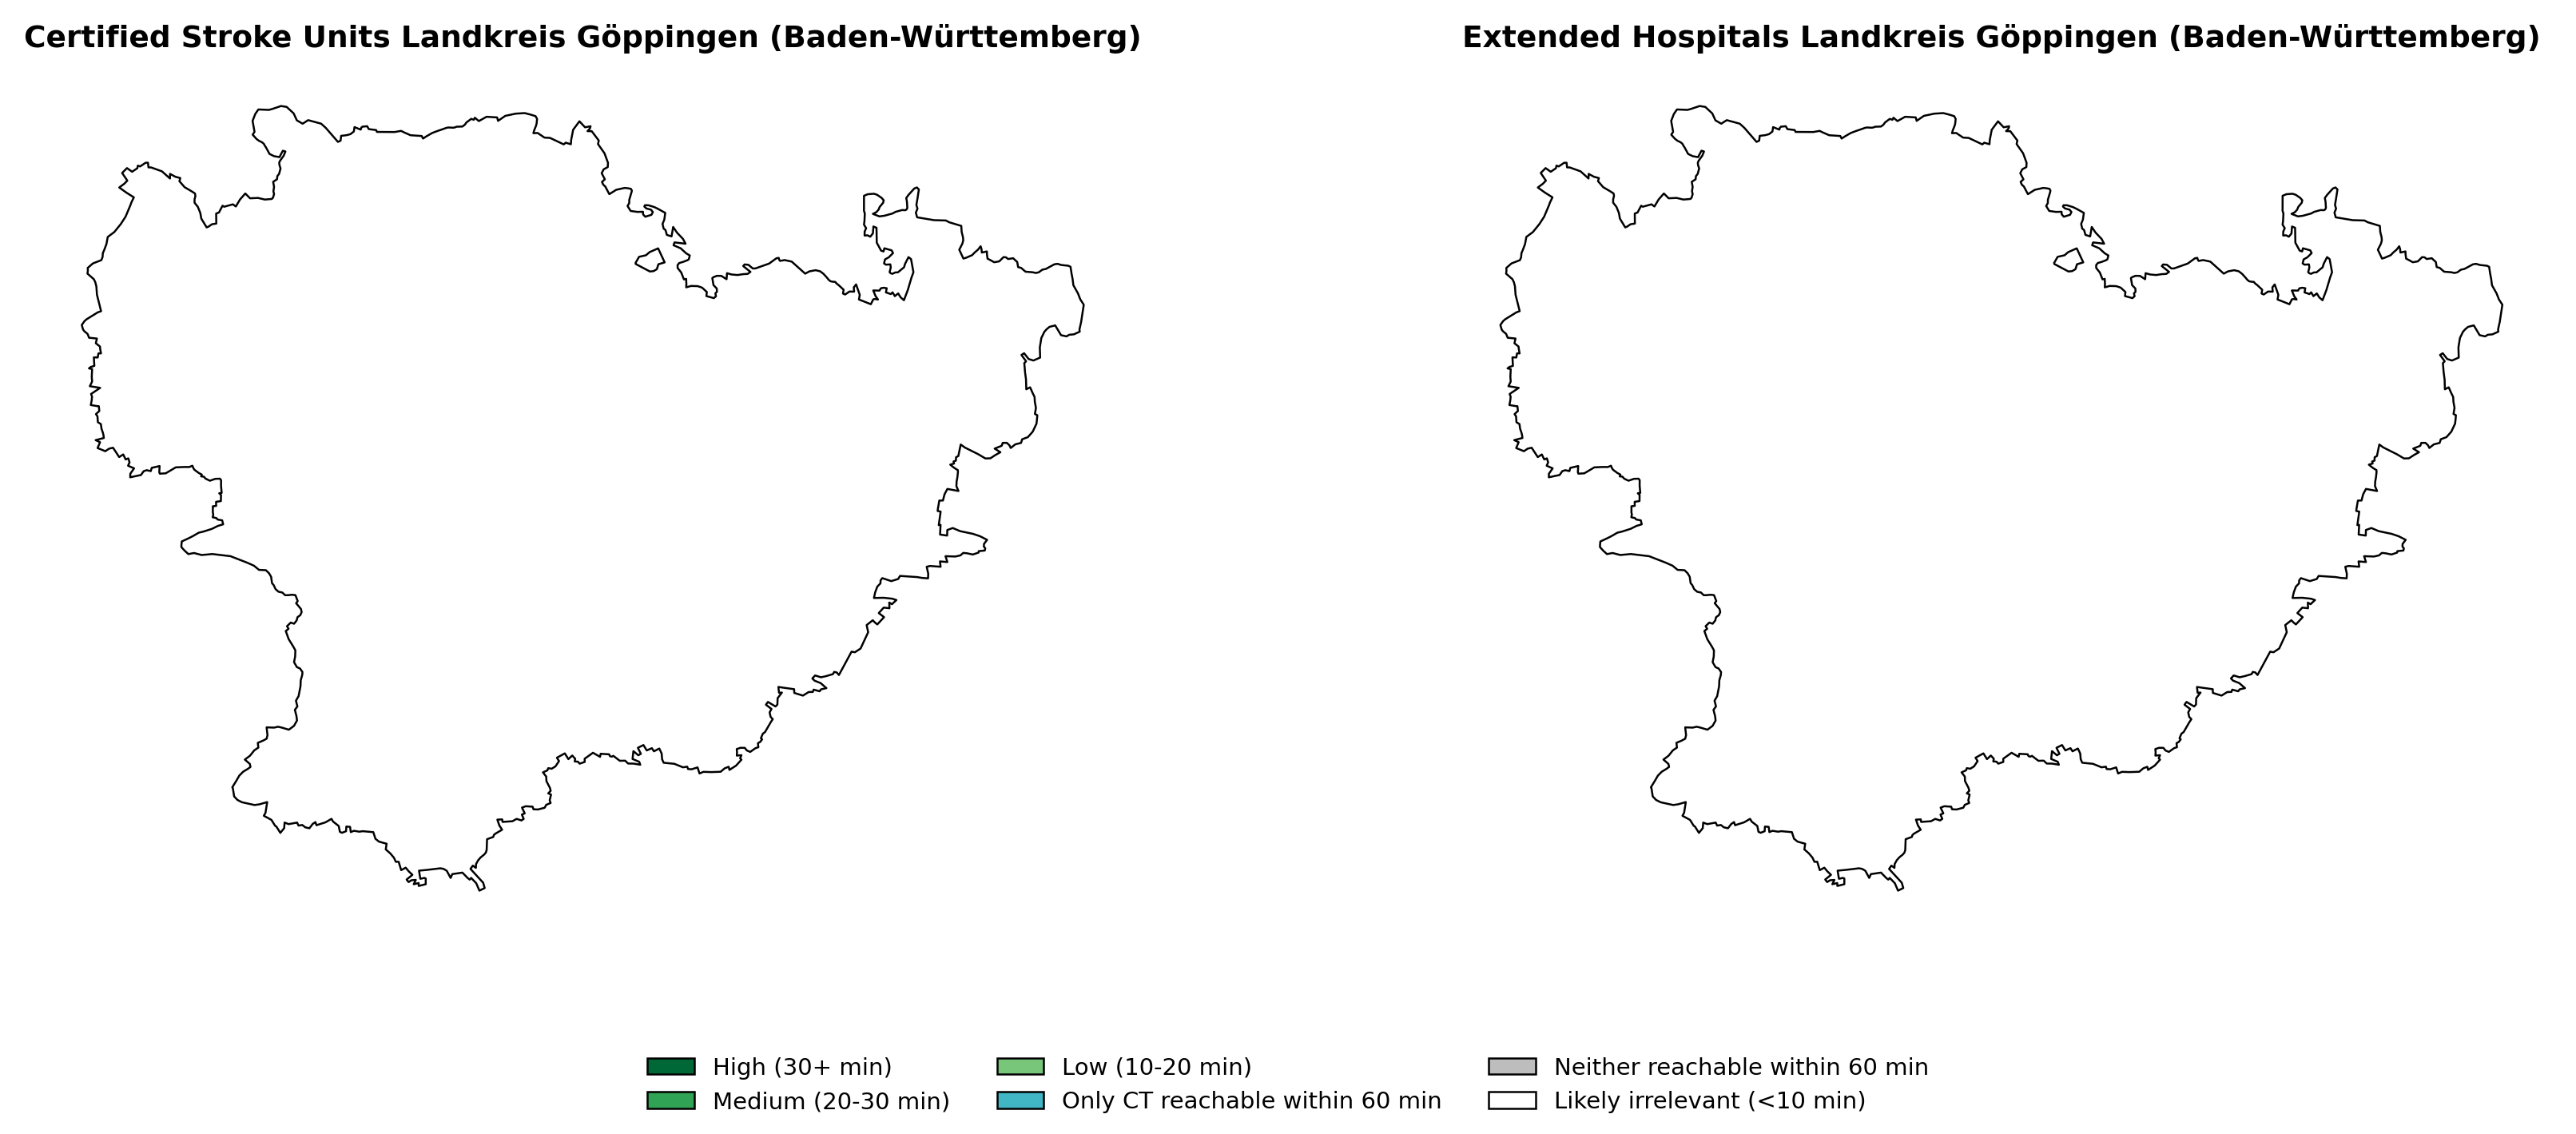 Certified Stroke Units Landkreis Göppingen (Baden-Württemberg)
Extended Hospitals Landkreis Göppingen (Baden-Württemberg)
High (30+ min)
Medium (20-30 min)
Low (10-20 min)
Only CT reachable within 60 min
Neither reachable within 60 min
Likely irrelevant (<10 min)